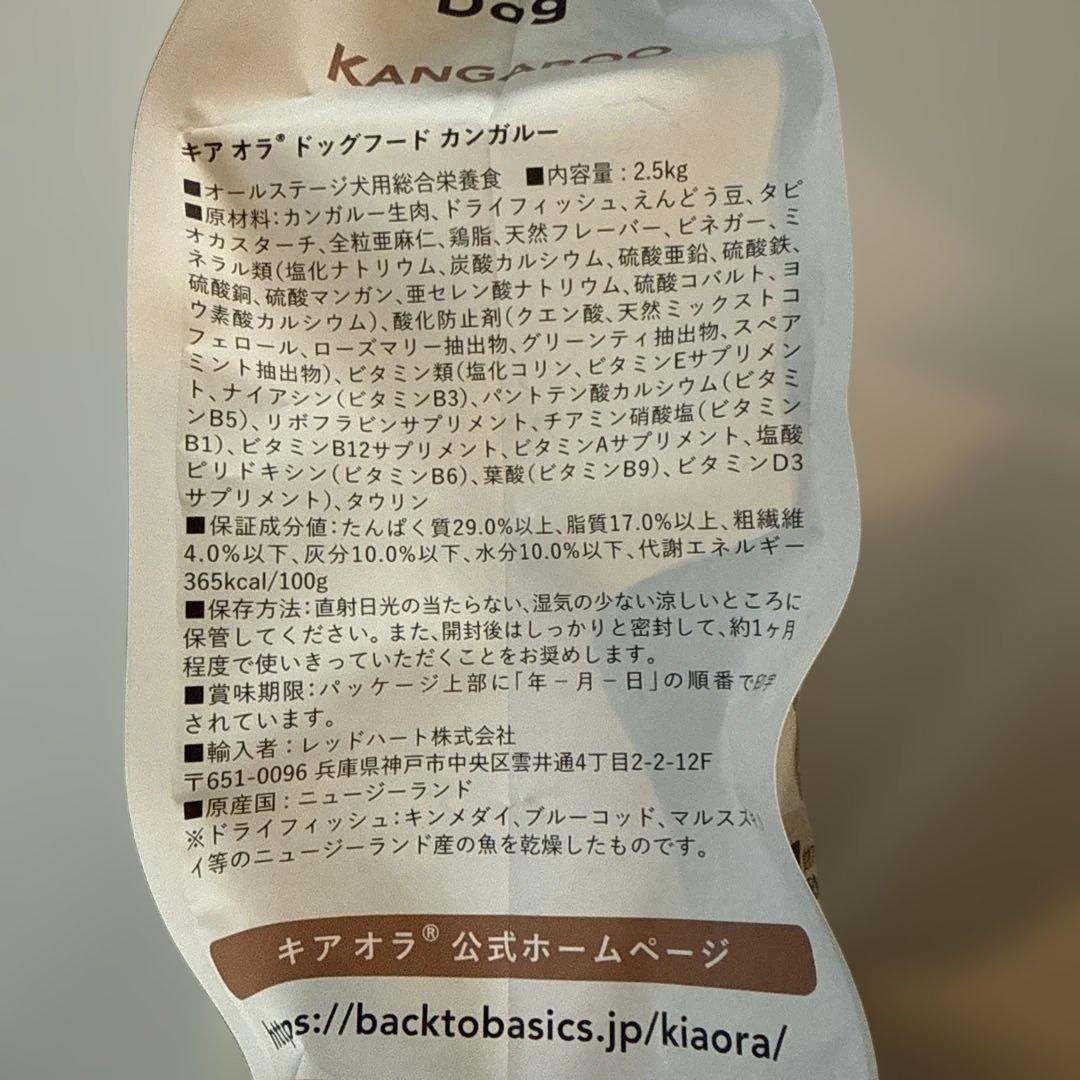 Dog
KANGAROO
キア オラ® ドッグフード カンガルー
■オールステージ犬用総合栄養食 ■内容量：2.5kg
■原材料：カンガルー生肉、ドライフィッシュ、えんどう豆、タピ
オカスターチ、全粒亜麻仁、鶏脂、天然フレーバー、ビネガー、ミ
ネラル類（塩化ナトリウム、炭酸カルシウム、硫酸亜鉛、硫酸鉄、
硫酸銅、硫酸マンガン、亜セレン酸ナトリウム、硫酸コバルト、ヨ
ウ素酸カルシウム）、酸化防止剤（クエン酸、天然ミックストコ
フェロール、ローズマリー抽出物、グリーンティ抽出物、スペア
ミント抽出物）、ビタミン類（塩化コリン、ビタミンEサプリメン
ト、ナイアシン（ビタミンB3）、パントテン酸カルシウム（ビタミ
ンB5）、リボフラビンサプリメント、チアミン硝酸塩（ビタミン
B1）、ビタミンB12サプリメント、ビタミンAサプリメント、塩酸
ピリドキシン（ビタミンB6）、葉酸（ビタミンB9）、ビタミンD3
サプリメント）、タウリン
■保証成分値：たんぱく質29.0%以上、脂質17.0%以上、粗繊維
4.0%以下、灰分10.0%以下、水分10.0%以下、代謝エネルギー
365kcal/100g
■保存方法：直射日光の当たらない、湿気の少ない涼しいところに
保管してください。また、開封後はしっかりと密封して、約1ヶ月
程度で使いきっていただくことをお奨めします。
■賞味期限：パッケージ上部に「年－月－日」の順番で印字
されています。
■輸入者：レッドハート株式会社
〒651-0096 兵庫県神戸市中央区雲井通4丁目2-2-12F
■原産国：ニュージーランド
※ドライフィッシュ：キンメダイ、ブルーコッド、マルスズキ
イ等のニュージーランド産の魚を乾燥したものです。
キア オラ® 公式ホームページ
https://backtobasics.jp/kiaora/